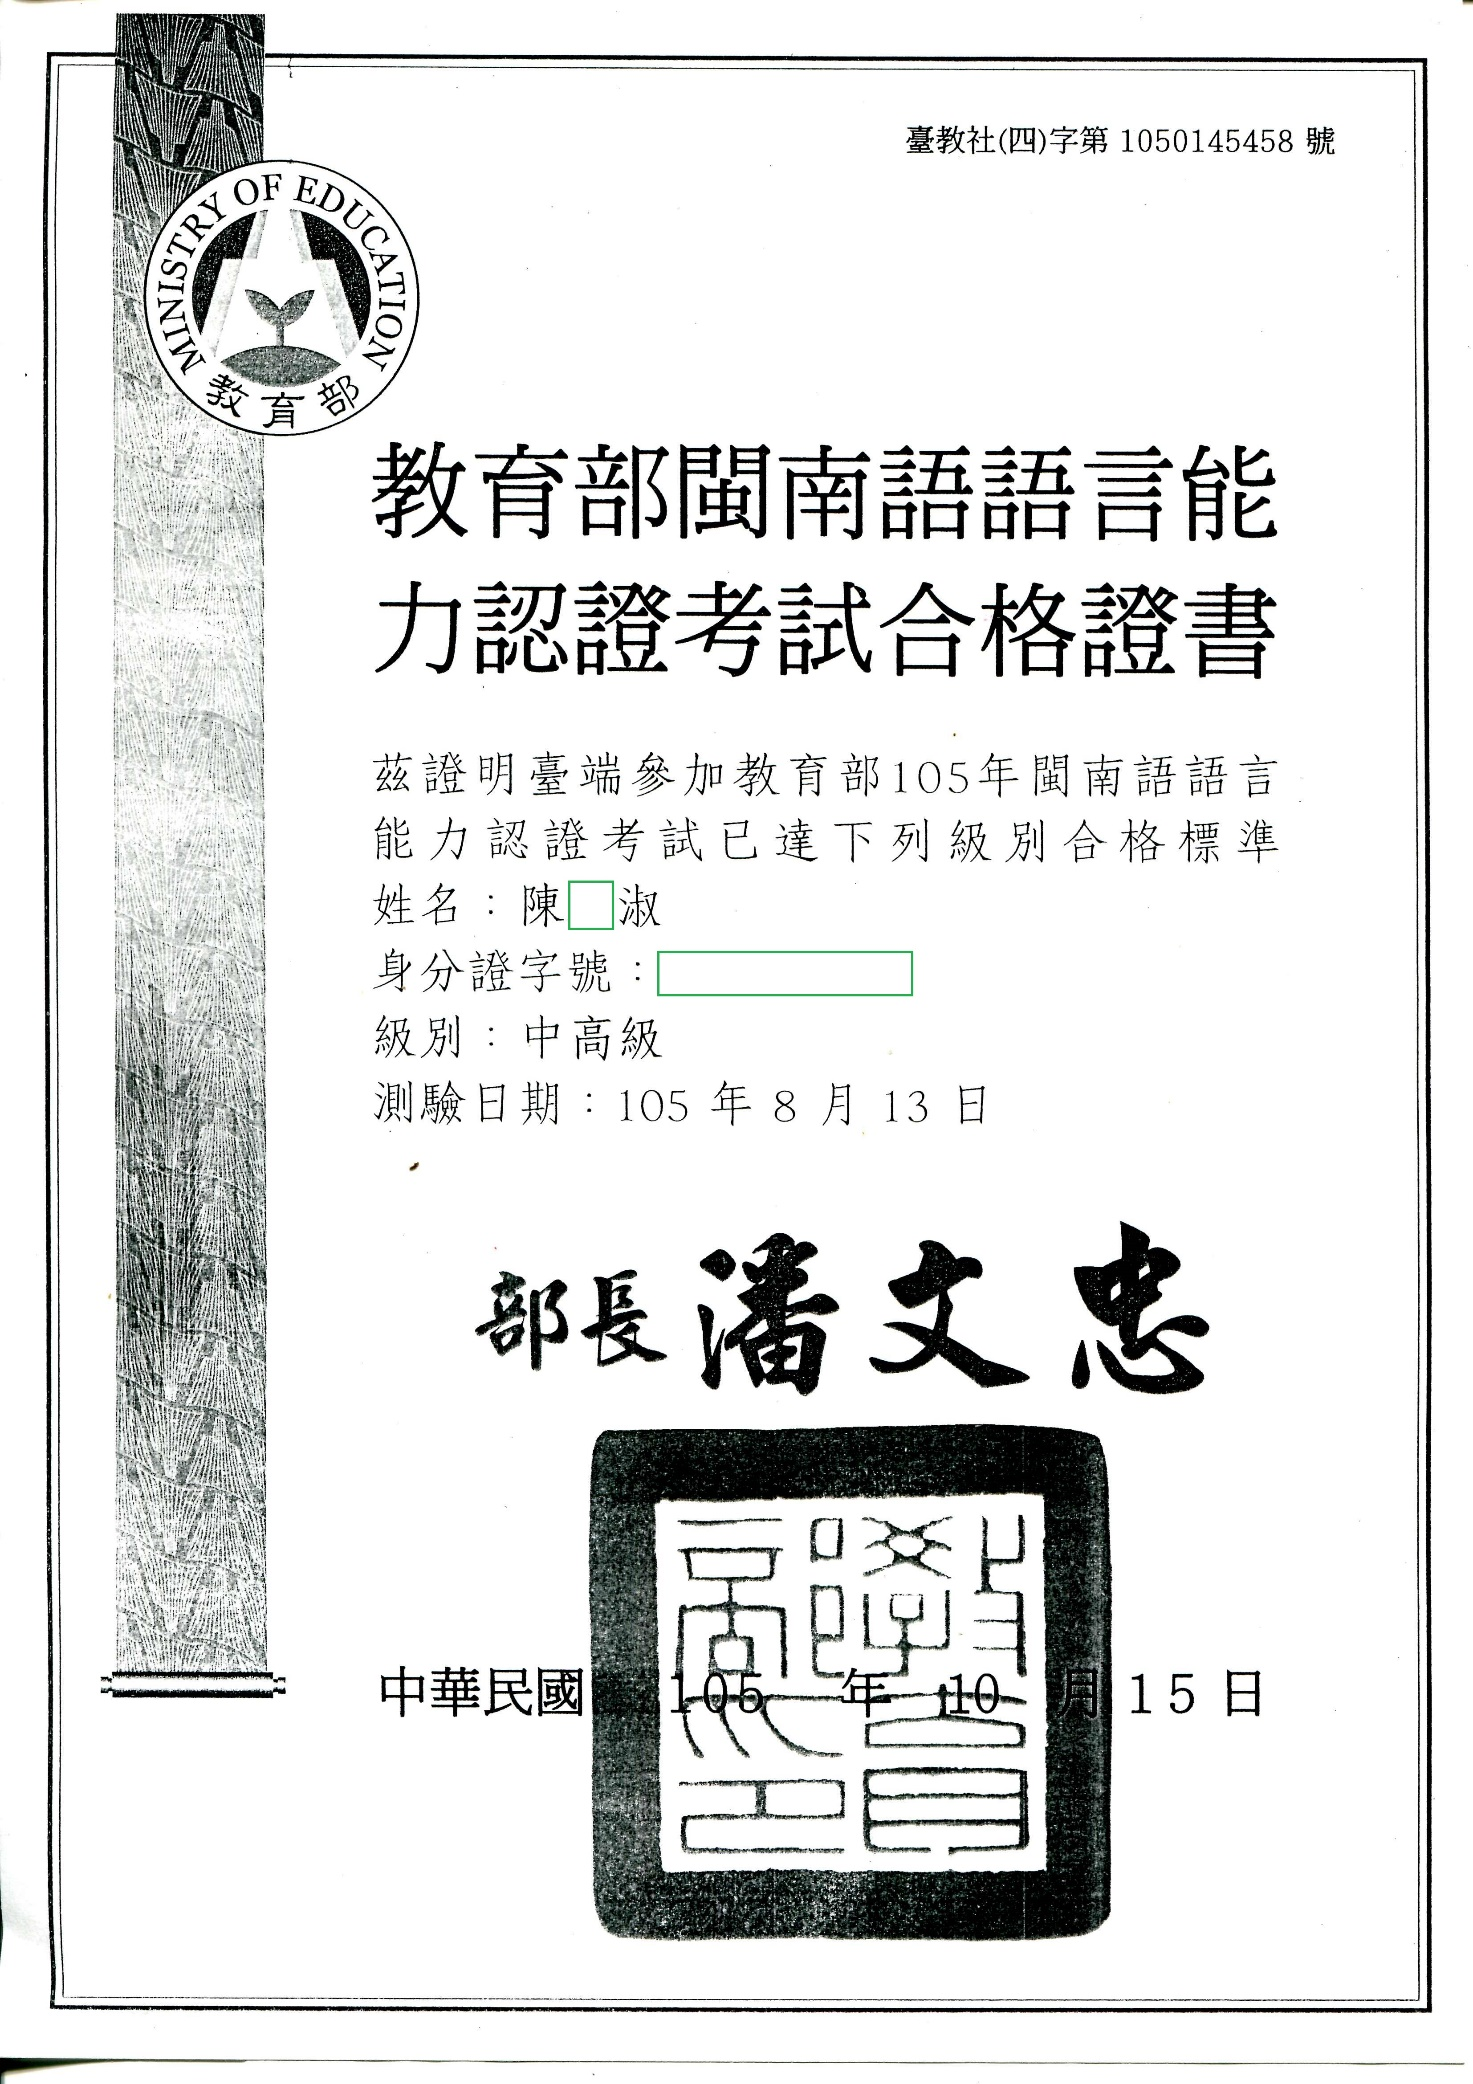 臺教社(四)字第 1050145458 號
MINISTRY OF EDUCATION
教育部
教育部閩南語語言能
力認證考試合格證書
茲證明臺端參加教育部105年閩南語語言
能力認證考試已達下列級別合格標準
姓名：陳 淑
身分證字號：
級別：中高級
測驗日期：105 年 8 月 13 日
部長 潘文忠
中華民國 105 年 10 月 15 日
教育部印